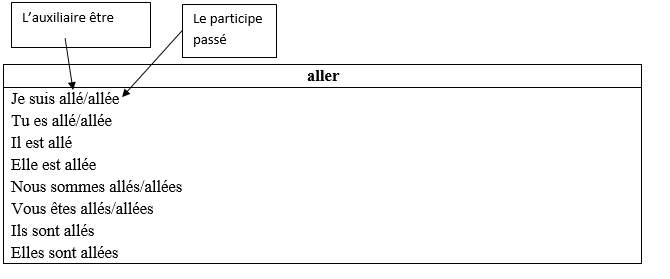 L’auxiliaire être
Le participe
passé
aller
Je suis allé/allée
Tu es allé/allée
Il est allé
Elle est allée
Nous sommes allés/allées
Vous êtes allés/allées
Ils sont allés
Elles sont allées